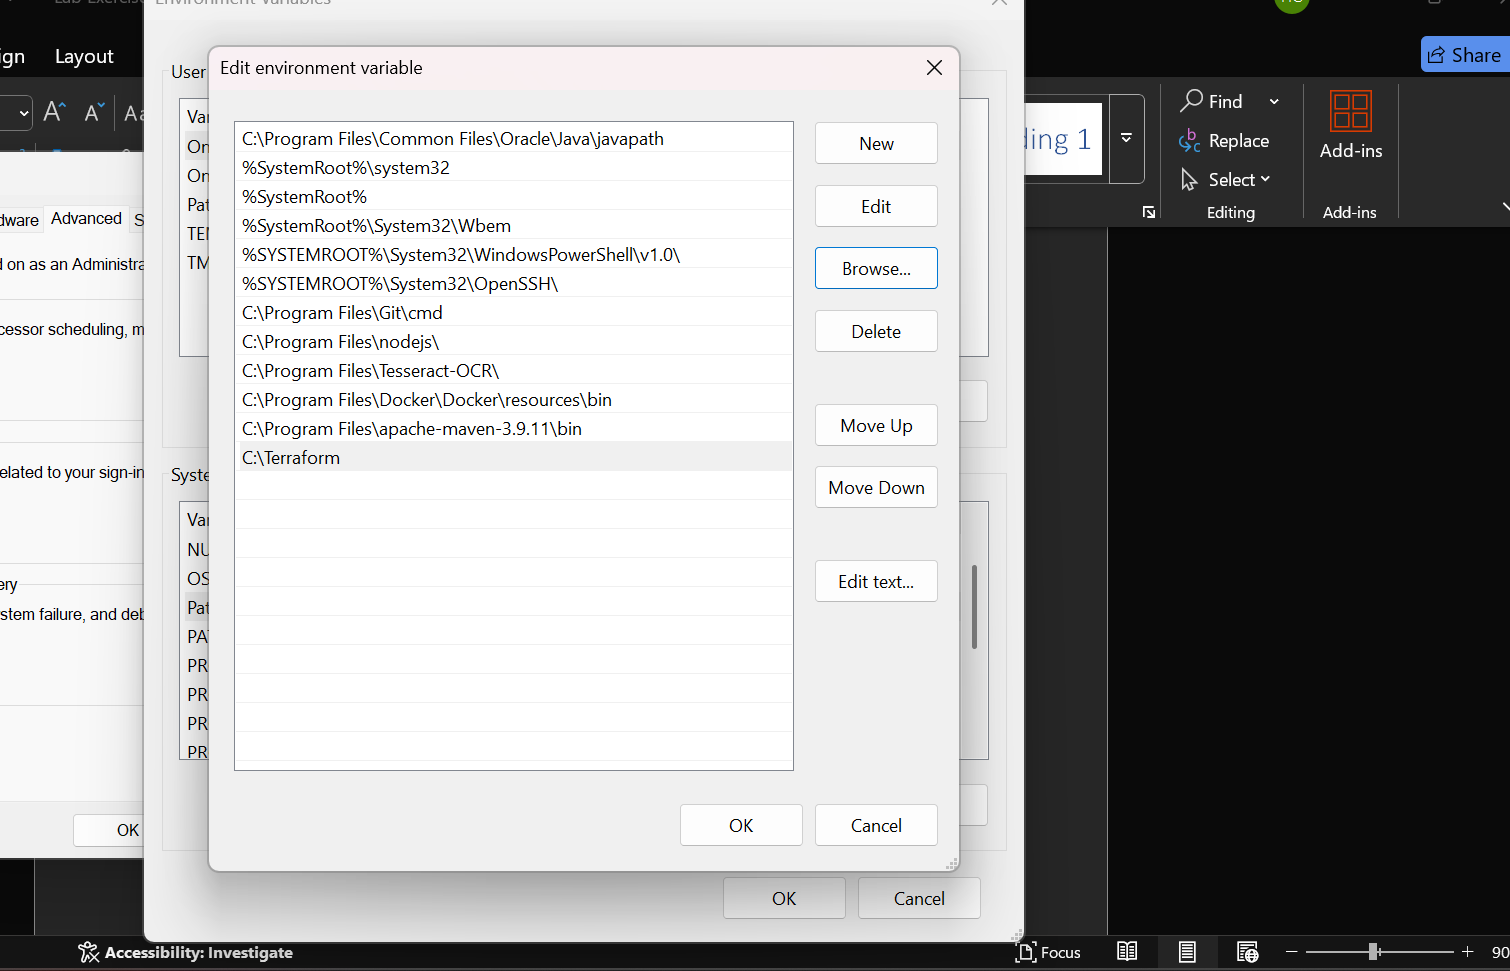 Layout
Share
Find
Replace
Select
Editing
Add-ins
Add-ins
Advanced
Edit environment variable
C:\Program Files\Common Files\Oracle\Java\javapath
%SystemRoot%\system32
%SystemRoot%
%SystemRoot%\System32\Wbem
%SYSTEMROOT%\System32\WindowsPowerShell\v1.0\
%SYSTEMROOT%\System32\OpenSSH\
C:\Program Files\Git\cmd
C:\Program Files\nodejs\
C:\Program Files\Tesseract-OCR\
C:\Program Files\Docker\Docker\resources\bin
C:\Program Files\apache-maven-3.9.11\bin
C:\Terraform
New
Edit
Browse...
Delete
Move Up
Move Down
Edit text...
OK
Cancel
User
on as an Administra
cessor scheduling, m
elated to your sign-in
ery
stem failure, and deb
OK
OK
Cancel
Accessibility: Investigate
Focus
90